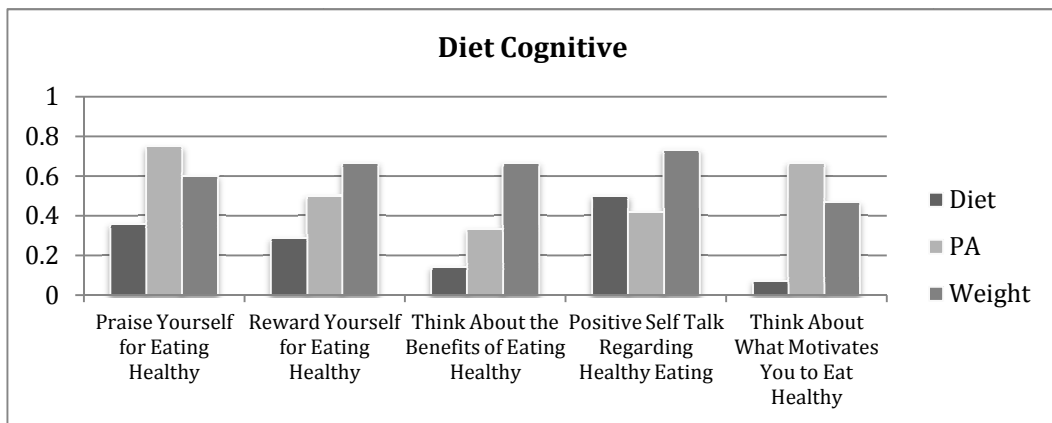 Diet Cognitive
1
0.8
0.6
0.4
0.2
0
Praise Yourself
for Eating
Healthy
Reward Yourself
for Eating
Healthy
Think About the
Benefits of Eating
Healthy
Positive Self Talk
Regarding
Healthy Eating
Think About
What Motivates
You to Eat
Healthy
Diet
PA
Weight